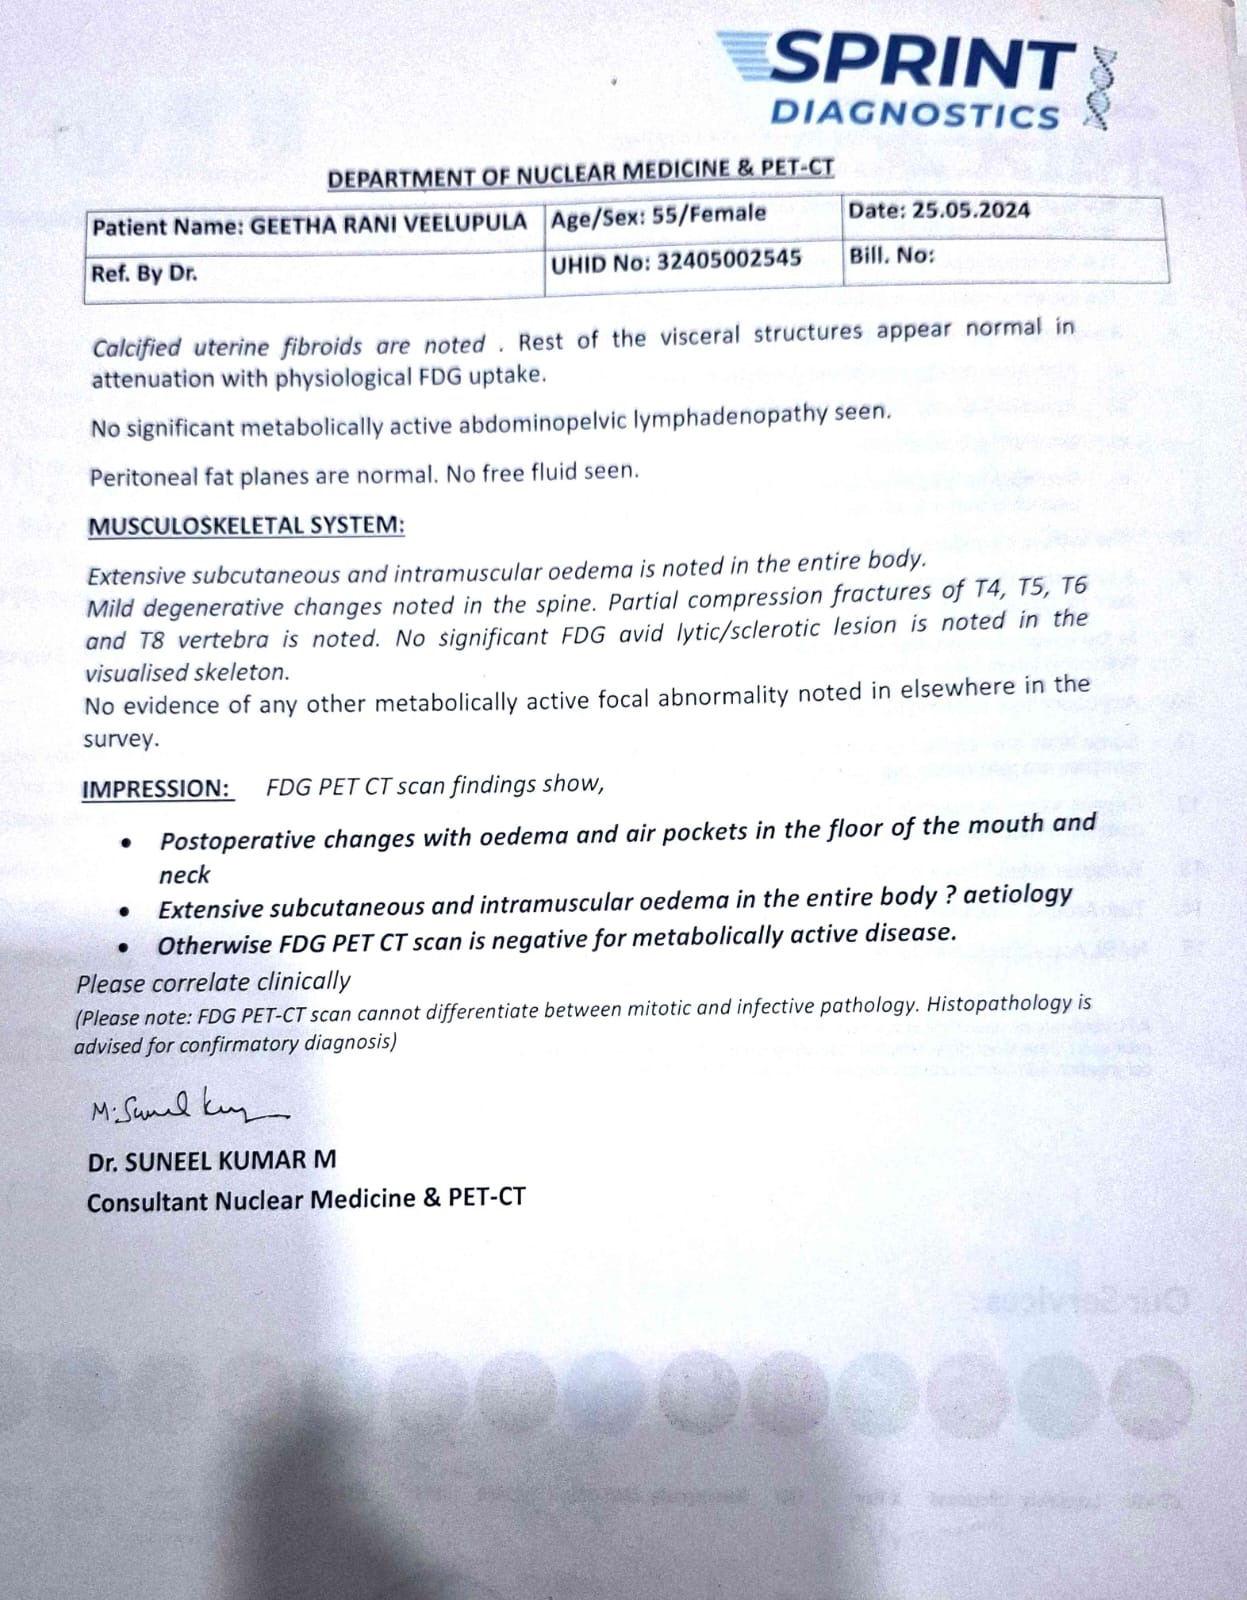 SPRINT
DIAGNOSTICS
DEPARTMENT OF NUCLEAR MEDICINE & PET-CT
Patient Name: GEETHA RANI VEELUPULA Age/Sex: 55/Female Date: 25.05.2024
Ref. By Dr. UHID No: 32405002545 Bill. No:
Calcified uterine fibroids are noted . Rest of the visceral structures appear normal in
attenuation with physiological FDG uptake.
No significant metabolically active abdominopelvic lymphadenopathy seen.
Peritoneal fat planes are normal. No free fluid seen.
MUSCULOSKELETAL SYSTEM:
Extensive subcutaneous and intramuscular oedema is noted in the entire body.
Mild degenerative changes noted in the spine. Partial compression fractures of T4, T5, T6
and T8 vertebra is noted. No significant FDG avid lytic/sclerotic lesion is noted in the
visualised skeleton.
No evidence of any other metabolically active focal abnormality noted in elsewhere in the
survey.
IMPRESSION: FDG PET CT scan findings show,
• Postoperative changes with oedema and air pockets in the floor of the mouth and
neck
• Extensive subcutaneous and intramuscular oedema in the entire body ? aetiology
• Otherwise FDG PET CT scan is negative for metabolically active disease.
Please correlate clinically
(Please note: FDG PET-CT scan cannot differentiate between mitotic and infective pathology. Histopathology is
advised for confirmatory diagnosis)
Dr. SUNEEL KUMAR M
Consultant Nuclear Medicine & PET-CT
Our Services